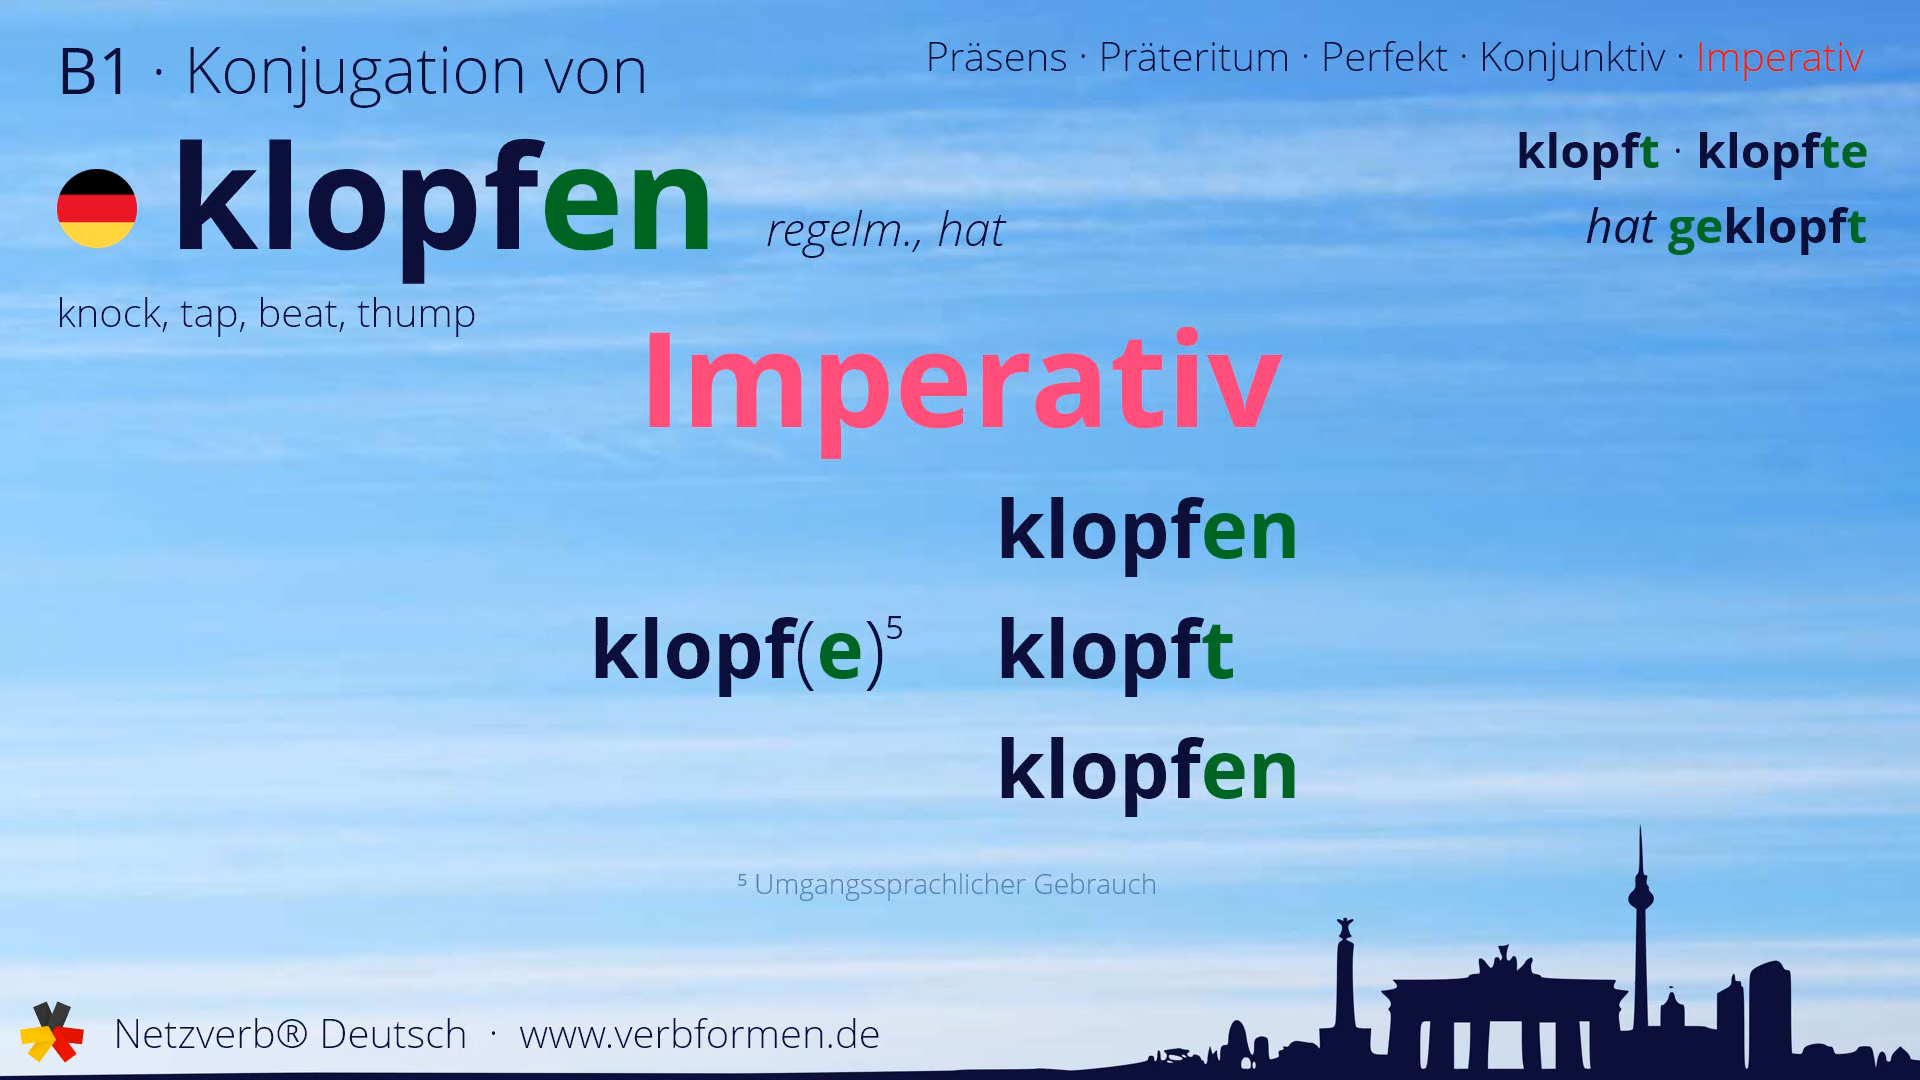 B1 · Konjugation von
Präsens · Präteritum · Perfekt · Konjunktiv · Imperativ
klopfen regelm., hat
klopft · klopfte
hat geklopft
knock, tap, beat, thump
Imperativ
klopfen
klopf(e)⁵ klopft
klopfen
⁵ Umgangssprachlicher Gebrauch
Netzverb® Deutsch · www.verbformen.de